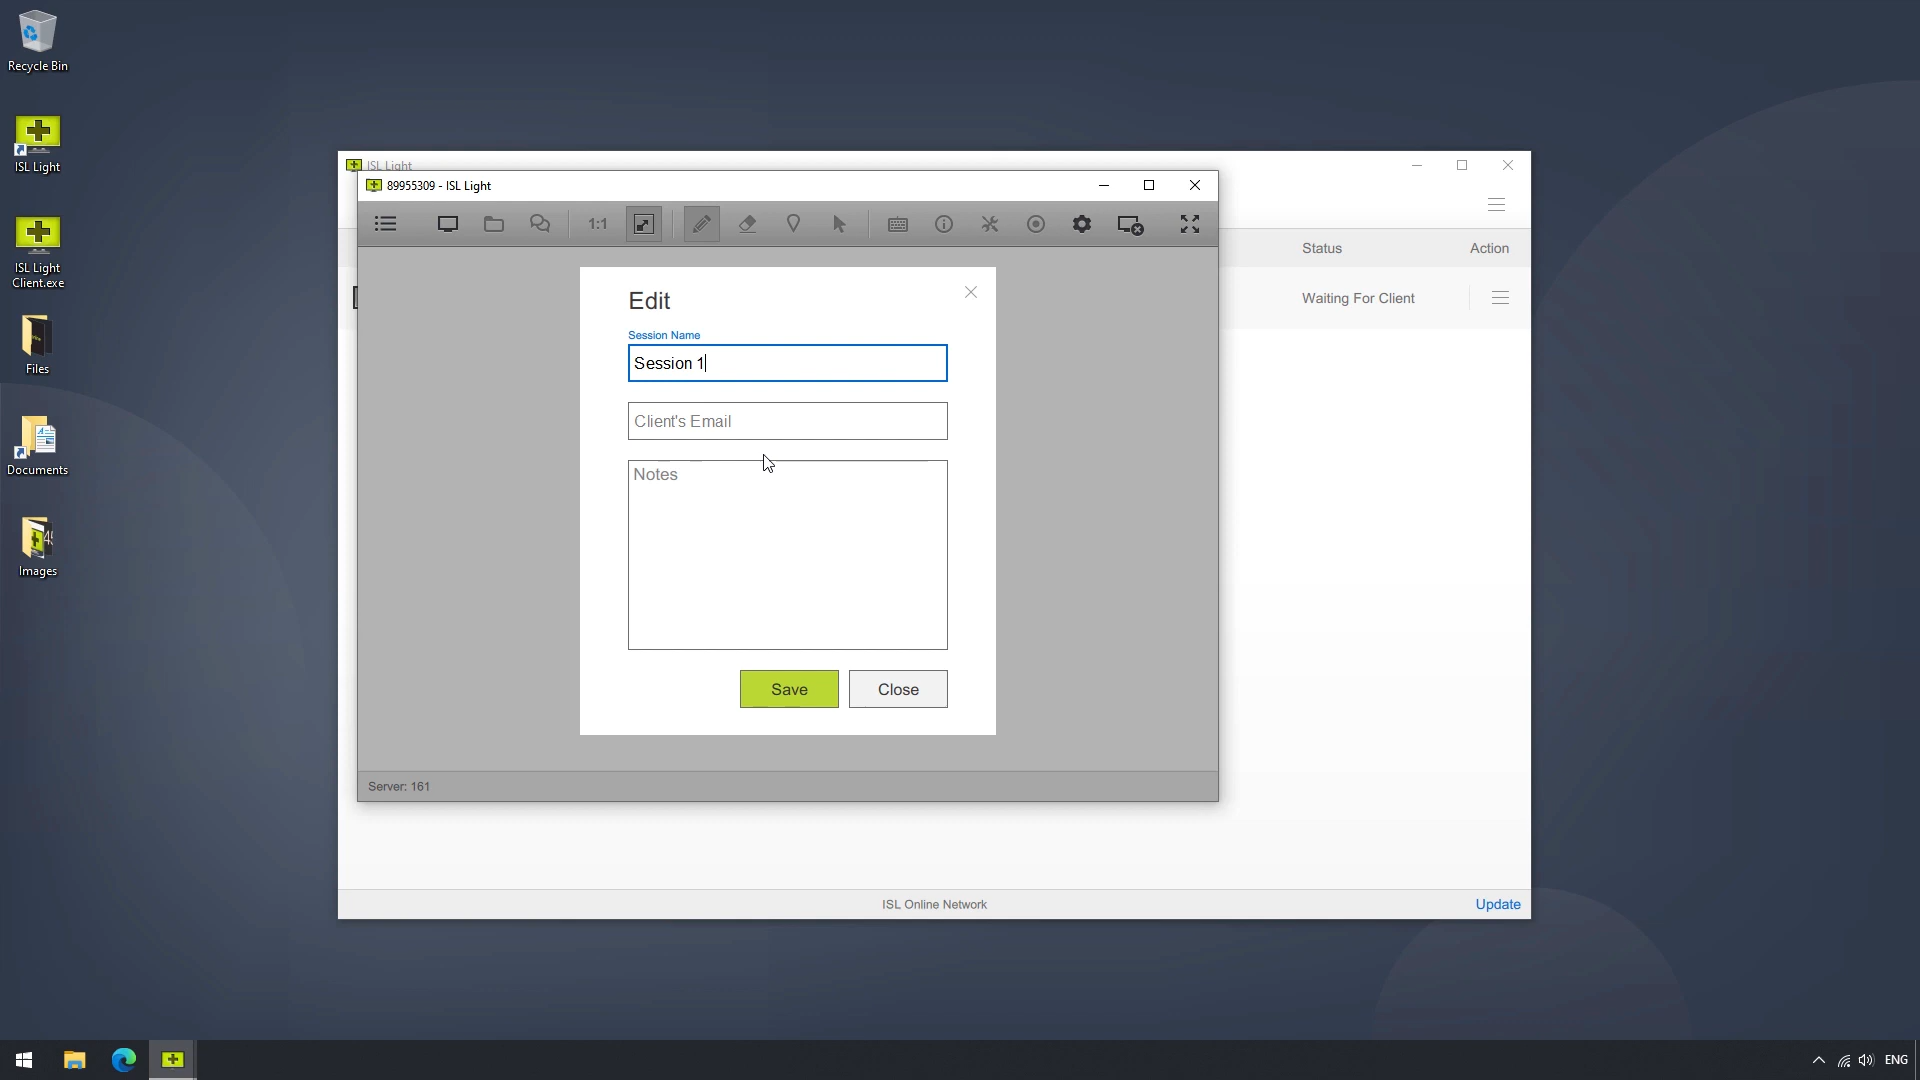 Recycle Bin
ISL Light
ISL Light
Client.exe
Files
Documents
Images
ISL Light
89955309 - ISL Light
1:1
Status
Action
Waiting For Client
Edit
Session Name
Session 1
Client's Email
Notes
Save
Close
Server: 161
ISL Online Network
Update
ENG